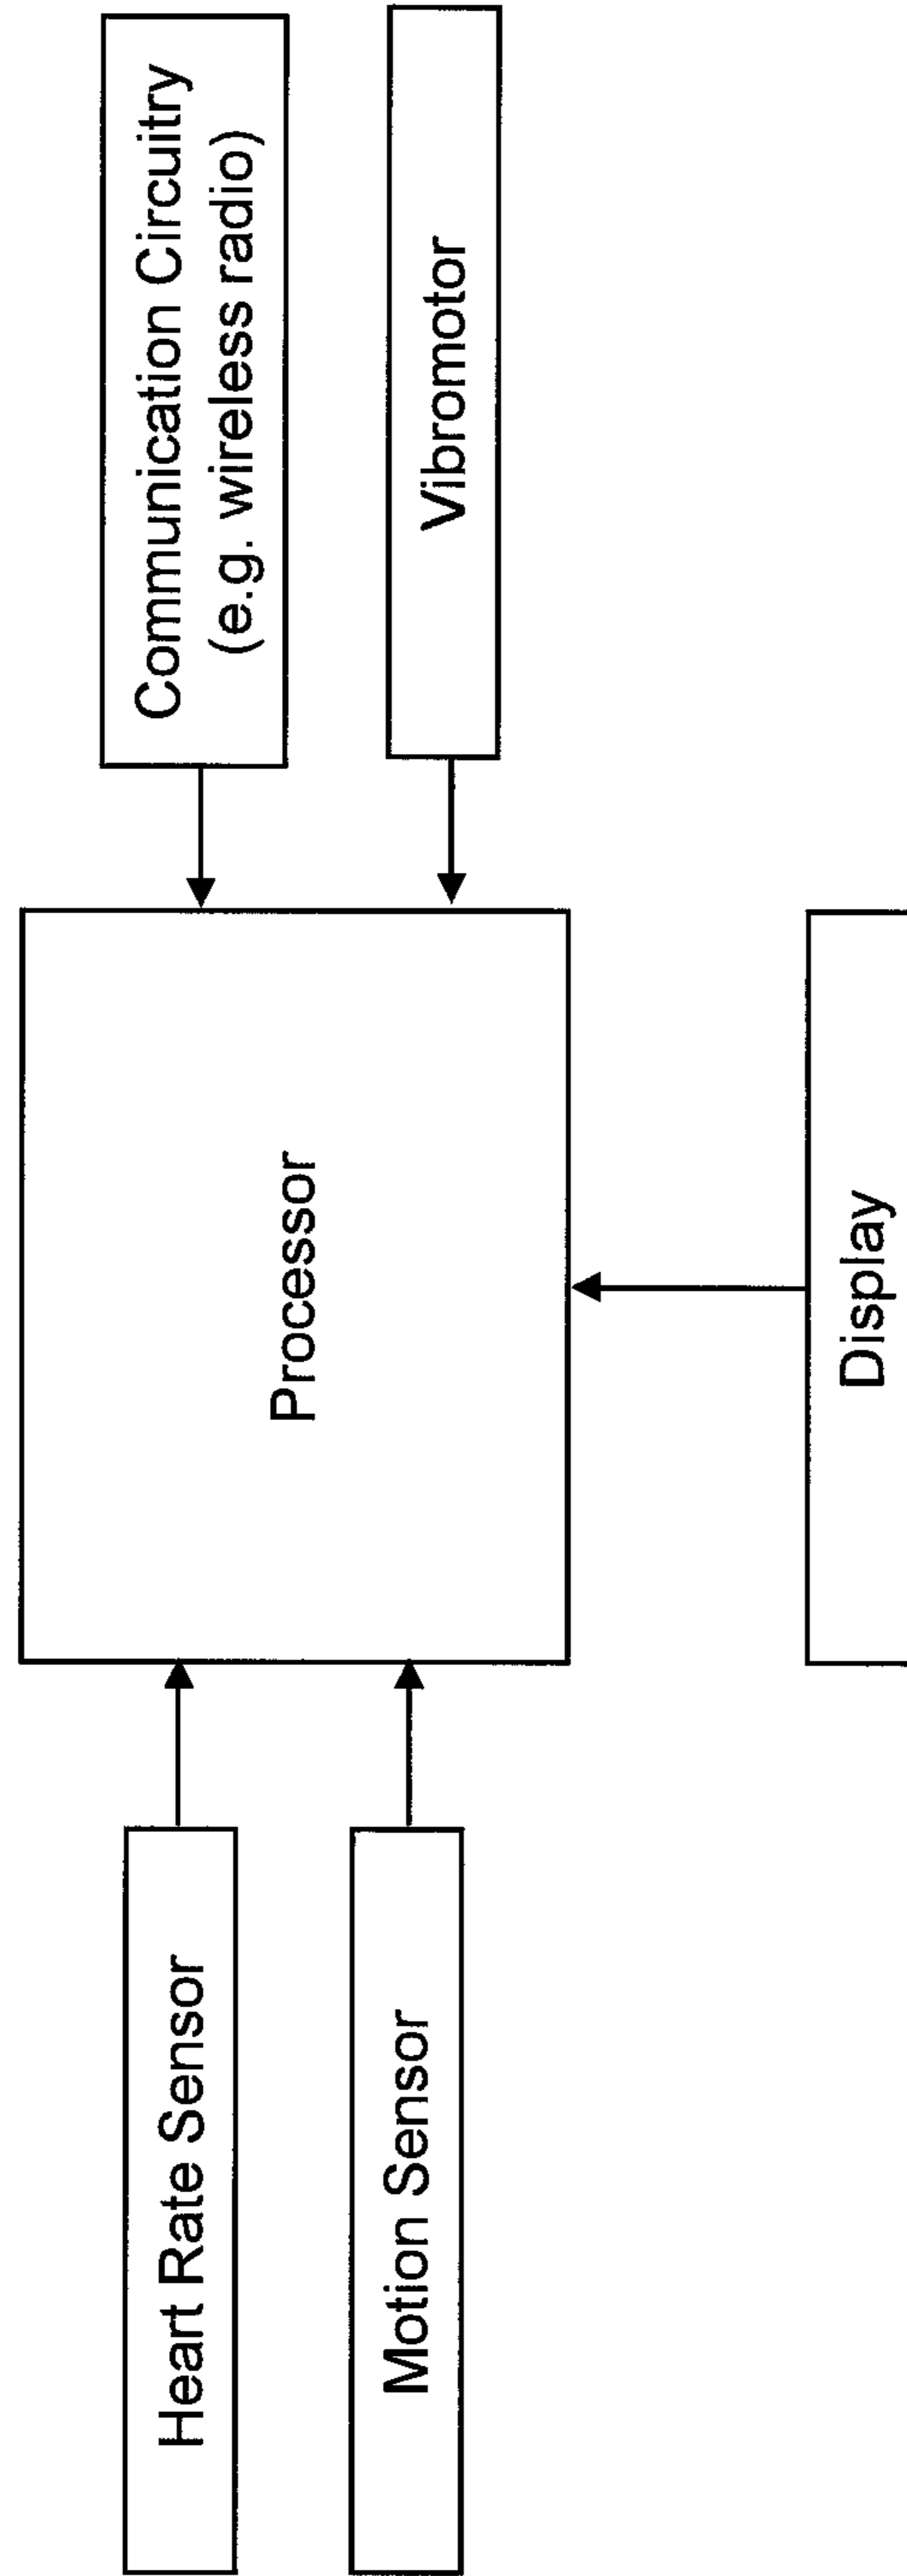 Heart Rate Sensor
Motion Sensor
Processor
Display
Communication Circuitry
(e.g. wireless radio)
Vibromotor